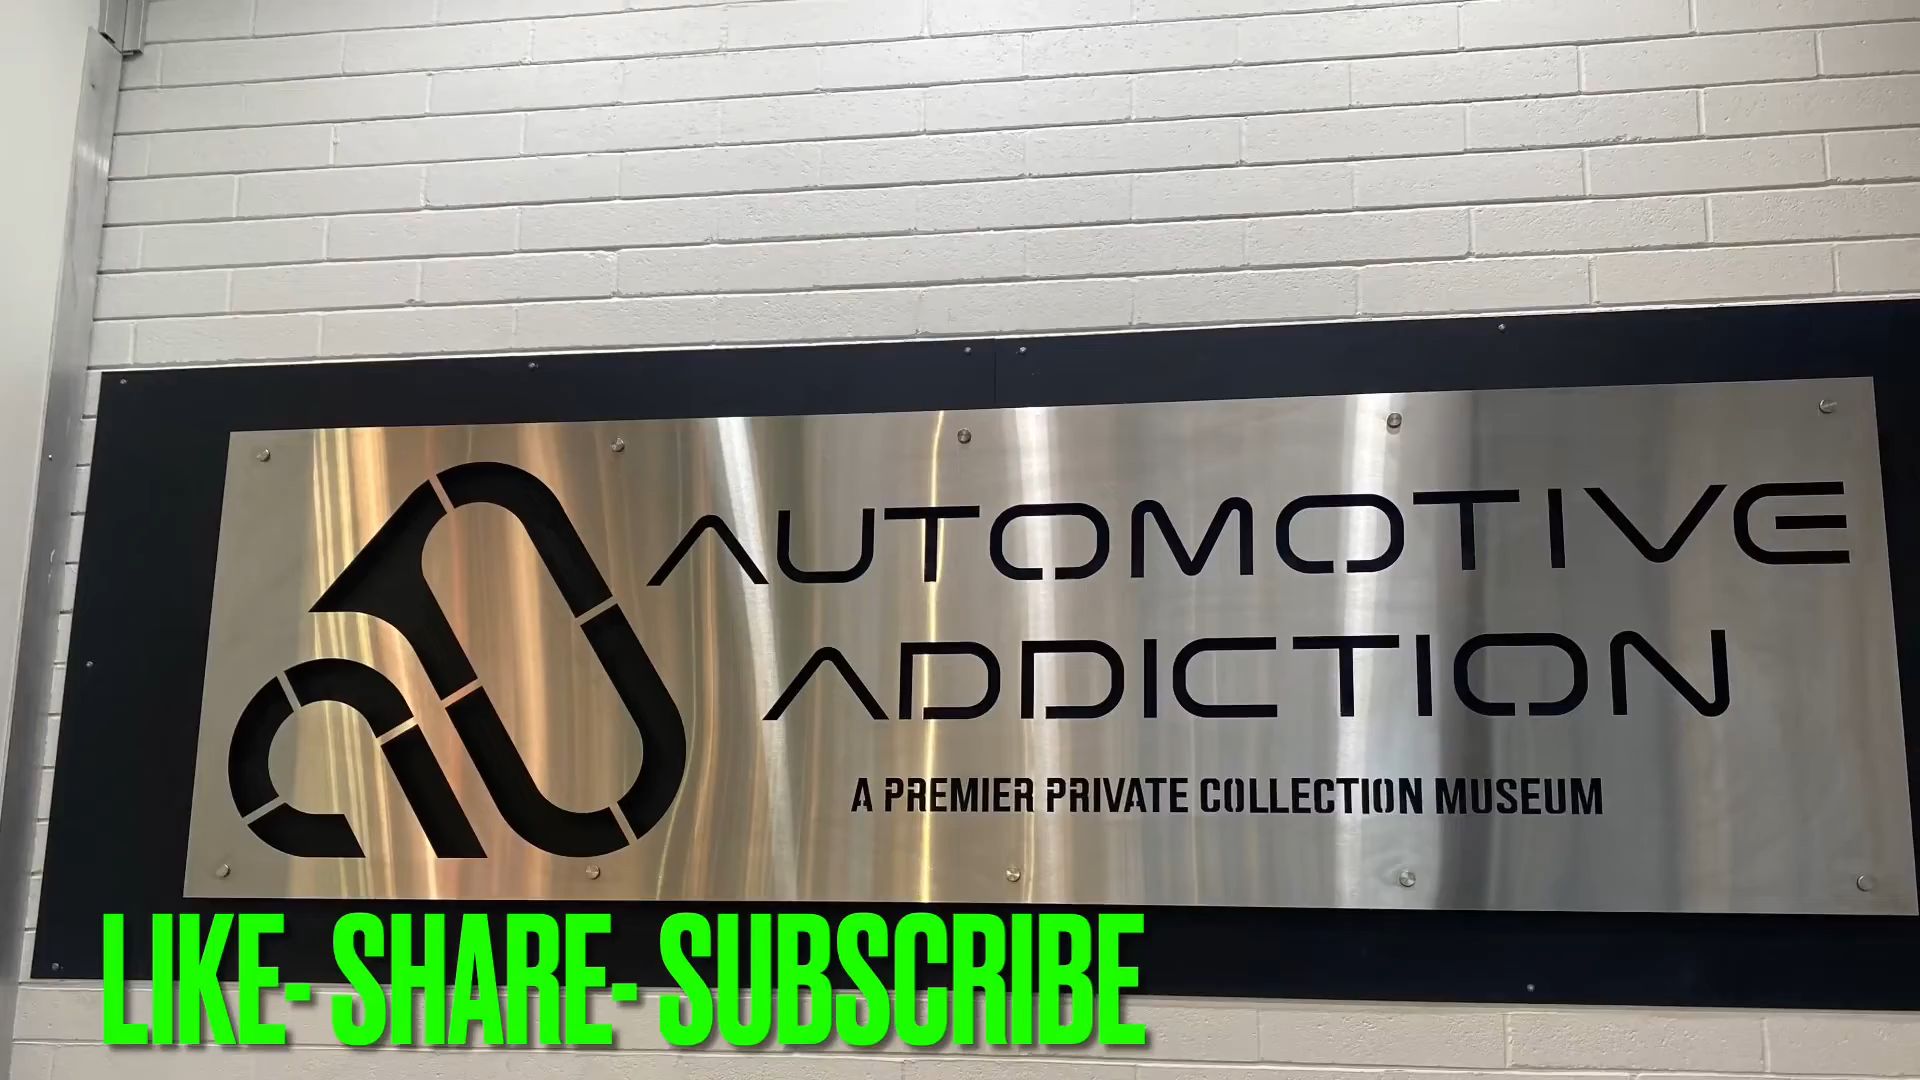 AUTOMOTIVE
ADDICTION
A PREMIER PRIVATE COLLECTION MUSEUM
LIKE- SHARE- SUBSCRIBE